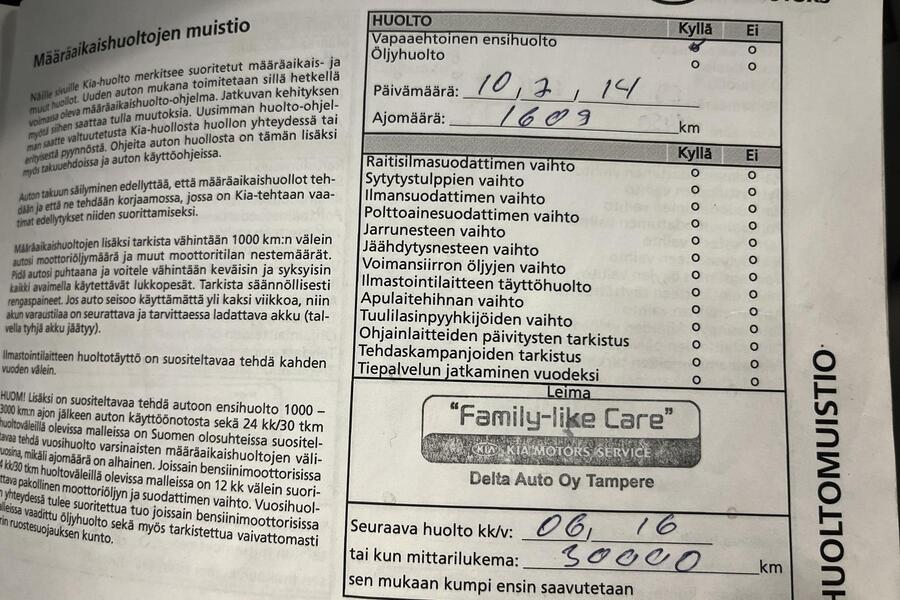 MOTORS
Määräaikaishuoltojen muistio
Näille sivuille Kia-huolto merkitsee suoritetut määräaikais- ja
muut huollot. Uuden auton mukana toimitetaan sillä hetkellä
voimassa oleva määräaikaishuolto-ohjelma. Jatkuvan kehityksen
myötä siihen saattaa tulla muutoksia. Uusimman huolto-ohjel-
man saatte valtuutetusta Kia-huollosta huollon yhteydessä tai
erityisestä pyynnöstä. Ohjeita auton huollosta on tämän lisäksi
myös takuuehdoissa ja auton käyttöohjeissa.
Auton takuun säilyminen edellyttää, että määräaikaishuollot teh-
dään ja että ne tehdään korjaamossa, jossa on Kia-tehtaan vaa-
timat edellytykset niiden suorittamiseksi.
Määräaikaishuoltojen lisäksi tarkista vähintään 1000 km:n välein
autosi moottoriöljymäärä ja muut moottoritilan nestemäärät.
Pidä autosi puhtaana ja voitele vähintään keväisin ja syksyisin
kaikki avaimella käytettävät lukkopesät. Tarkista säännöllisesti
rengaspaineet. Jos auto seisoo käyttämättä yli kaksi viikkoa, niin
akun varaustilaa on seurattava ja tarvittaessa ladattava akku (tal-
vella tyhjä akku jäätyy).
Ilmastointilaitteen huoltotäyttö on suositeltavaa tehdä kahden
vuoden välein.
HUOM! Lisäksi on suositeltavaa tehdä autoon ensihuolto 1000 –
3000 km:n ajon jälkeen auton käyttöönotosta sekä 24 kk/30 tkm
huoltoväleillä olevissa malleissa on Suomen olosuhteissa suositel-
tavaa tehdä vuosihuolto varsinaisten määräaikaishuoltojen väli-
vuosina, mikäli ajomäärä on alhainen. Joissain bensiinimoottorisissa
kk/30 tkm huoltoväleillä olevissa malleissa on 12 kk välein suori-
tettava pakollinen moottoriöljyn ja suodattimen vaihto. Vuosihuol-
yhteydessä tulee suoritettua tuo joissain bensiinimoottorisissa
lleissa vaadittu öljyhuolto sekä myös tarkistettua vaivattomasti
rin ruostesuojauksen kunto.
HUOLTO Kyllä Ei
Vapaaehtoinen ensihuolto
Öljyhuolto
Päivämäärä: 10, 7, 14
Ajomäärä: 1609 km
Kyllä Ei
Raitisilmasuodattimen vaihto
Sytytystulppien vaihto
Ilmansuodattimen vaihto
Polttoainesuodattimen vaihto
Jarrunesteen vaihto
Jäähdytysnesteen vaihto
Voimansiirron öljyjen vaihto
Ilmastointilaitteen täyttöhuolto
Apulaitehihnan vaihto
Tuulilasinpyyhkijöiden vaihto
Ohjainlaitteiden päivitysten tarkistus
Tehdaskampanjoiden tarkistus
Tiepalvelun jatkaminen vuodeksi
Leima
"Family-like Care"
KIA KIA MOTORS SERVICE
Delta Auto Oy Tampere
Seuraava huolto kk/v: 06, 16
tai kun mittarilukema: 30000 km
sen mukaan kumpi ensin saavutetaan
HUOLTOMUISTIO